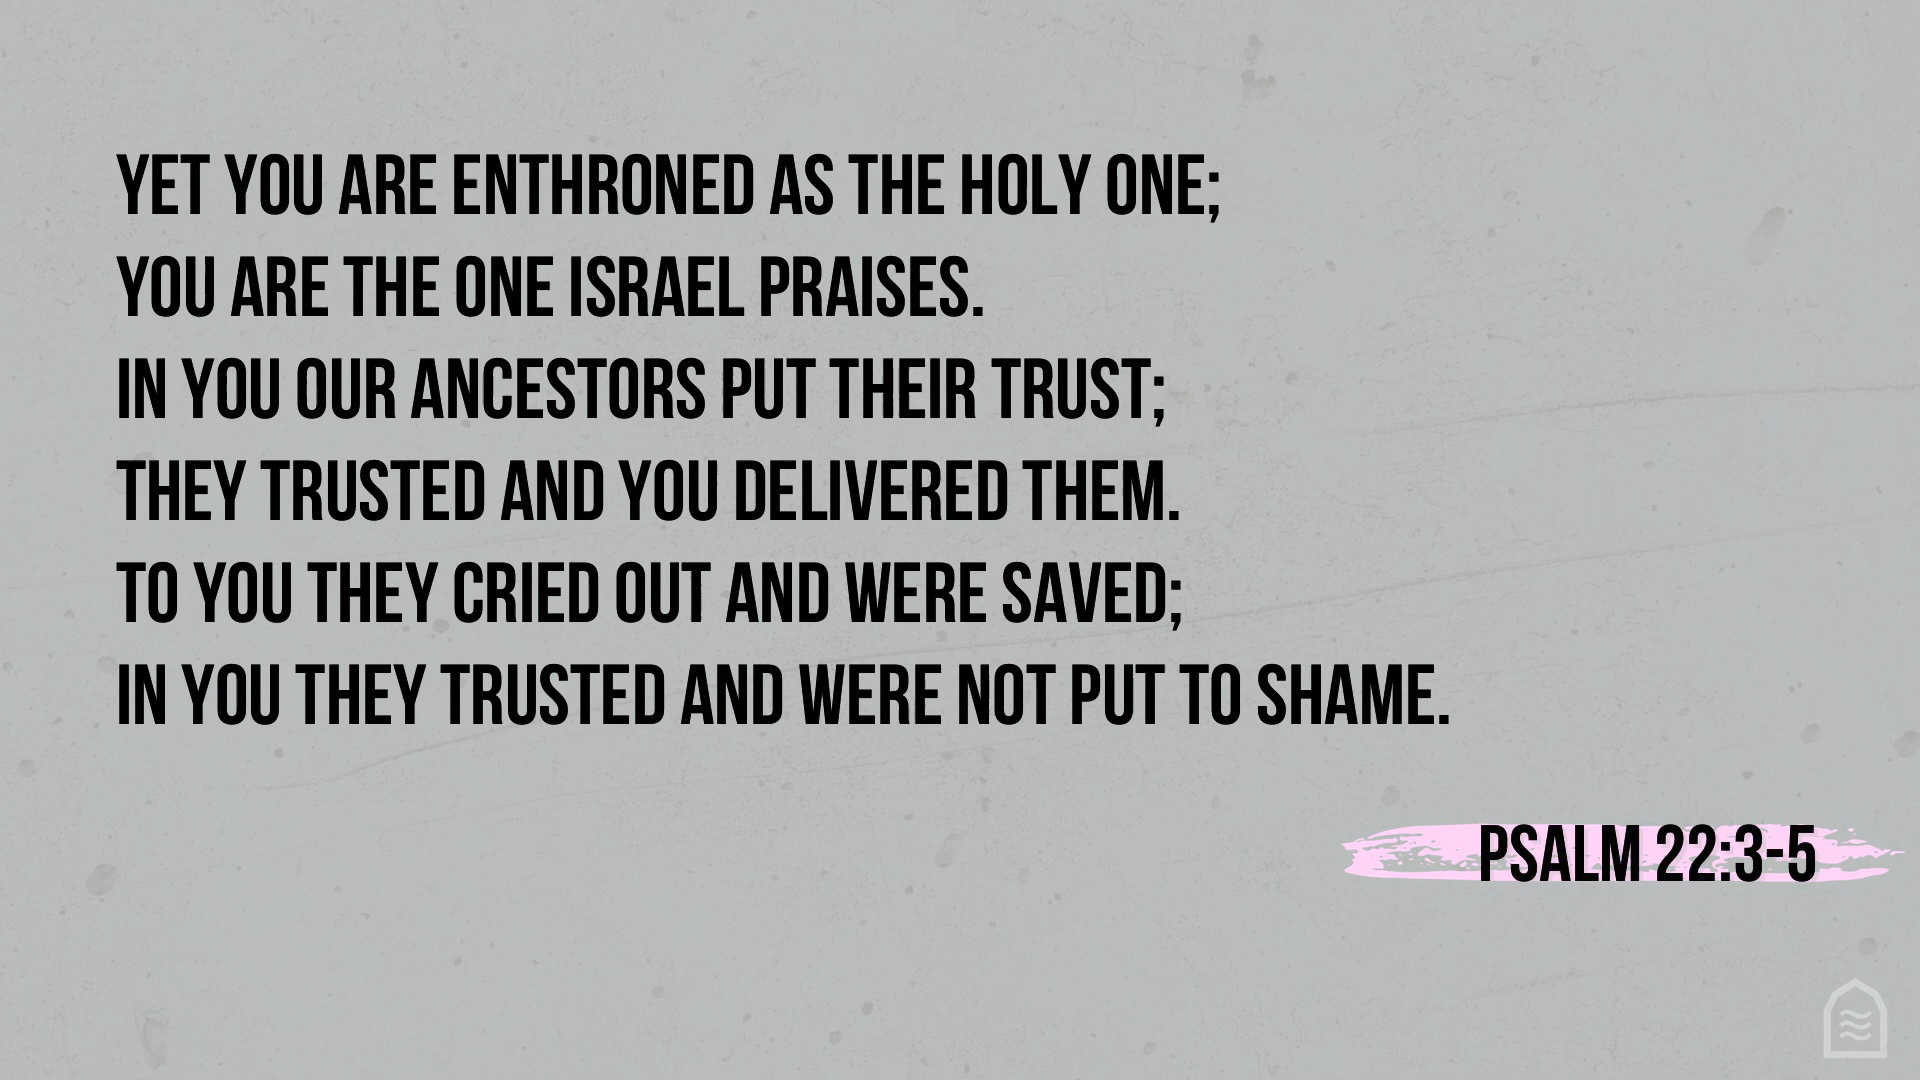 YET YOU ARE ENTHRONED AS THE HOLY ONE;
YOU ARE THE ONE ISRAEL PRAISES.
IN YOU OUR ANCESTORS PUT THEIR TRUST;
THEY TRUSTED AND YOU DELIVERED THEM.
TO YOU THEY CRIED OUT AND WERE SAVED;
IN YOU THEY TRUSTED AND WERE NOT PUT TO SHAME.
PSALM 22:3-5